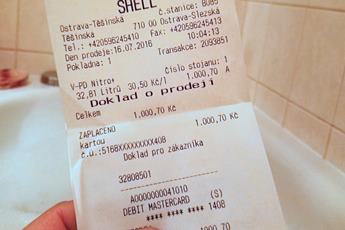 SHELL
Ostrava-Těšínská č.stanice: 8085
Těšínská 710 00 Ostrava-Slezská
Tel.: +420596245410 Fax: +420596245413
Den prodeje:16.07.2016 10:04:13
Pokladna: 1 Transakce: 2093851
Číslo stojanu: 1
V-PD Nitro+
32,81 Litrů 30,50 Kč/l 1.000,70 A
Doklad o prodeji
Celkem 1.000,70 Kč
ZAPLACENO
kartou 1.000,70 Kč
č.ú.:5168XXXXXXXXX408
Doklad pro zákazníka
32808501
A0000000041010 (S)
DEBIT MASTERCARD
**** **** **** 1408